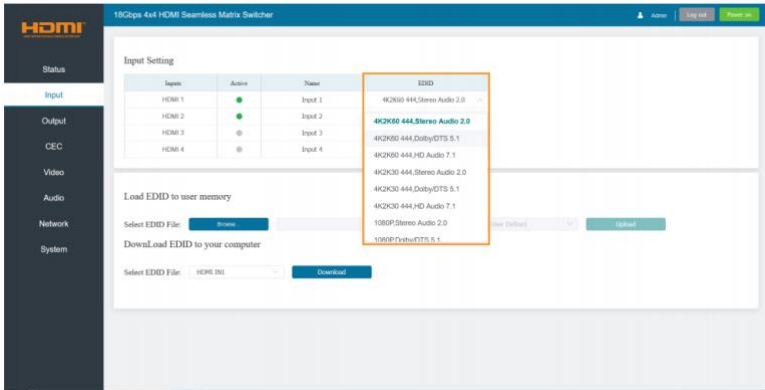 HDMI
18Gbps 4x4 HDMI Seamless Matrix Switcher
Admin
Log out
Power on
Status
Input
Output
CEC
Video
Audio
Network
System
Input Setting
Inputs Active Name EDID
HDMI 1 Input 1 4K2K60 444,Stereo Audio 2.0
HDMI 2 Input 2
HDMI 3 Input 3
HDMI 4 Input 4
4K2K60 444,Stereo Audio 2.0
4K2K60 444,Dolby/DTS 5.1
4K2K60 444,HD Audio 7.1
4K2K30 444,Stereo Audio 2.0
4K2K30 444,Dolby/DTS 5.1
4K2K30 444,HD Audio 7.1
1080P,Stereo Audio 2.0
1080P,Dolby/DTS 5.1
Load EDID to user memory
Select EDID File: Browse... User Defined Upload
DownLoad EDID to your computer
Select EDID File: HDMI IN1 Download